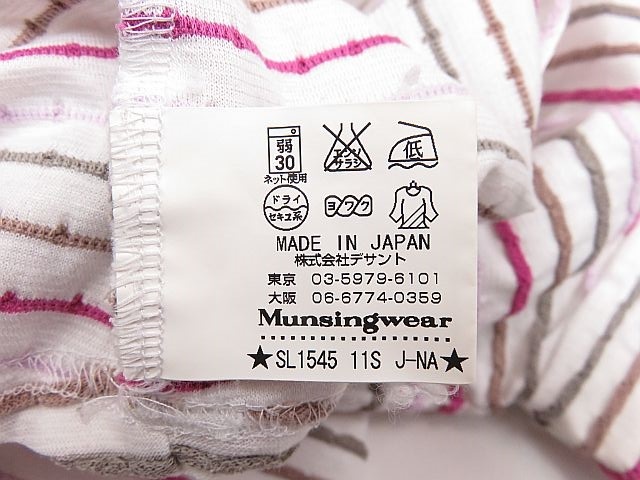 弱
30
ネット使用
エンソ
サラシ
低
ドライ
セキユ系
ヨワク
MADE IN JAPAN
株式会社デサント
東京 03-5979-6101
大阪 06-6774-0359
Munsingwear
★SL1545 11S J-NA★